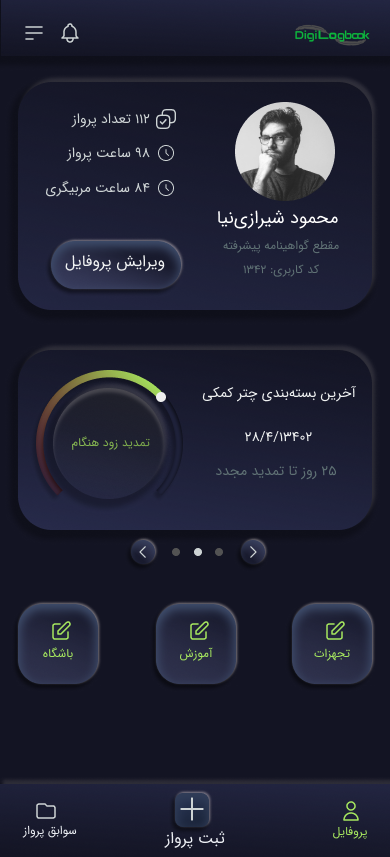 DigiLogbook
محمود شیرازی‌نیا
مقطع گواهینامه پیشرفته
کد کاربری: ۱۳۴۲
۱۱۲ تعداد پرواز
۹۸ ساعت پرواز
۸۴ ساعت مربیگری
ویرایش پروفایل
آخرین بسته‌بندی چتر کمکی
۲۸/۴/۱۳۴۰۲
۲۵ روز تا تمدید مجدد
تمدید زود هنگام
تجهزات
آموزش
باشگاه
پروفایل
ثبت پرواز
سوابق پرواز